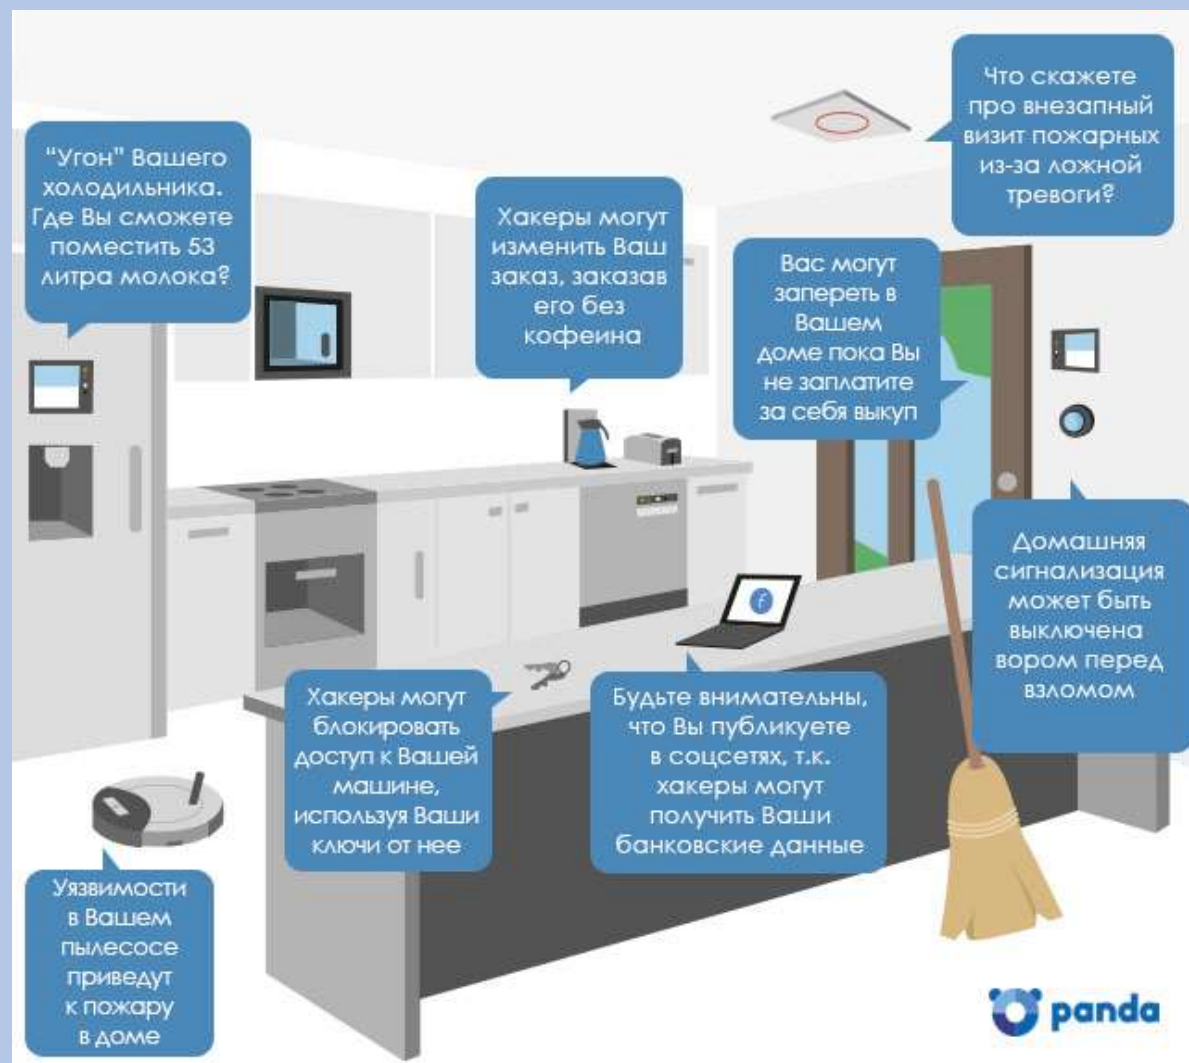 Что скажете
про внезапный
визит пожарных
из-за ложной
тревоги?
“Угон” Вашего
холодильника.
Где Вы сможете
поместить 53
литра молока?
Хакеры могут
изменить Ваш
заказ, заказав
его без
кофеина
Вас могут
запереть в
Вашем
доме пока Вы
не заплатите
за себя выкуп
Домашняя
сигнализация
может быть
выключена
вором перед
взломом
Хакеры могут
блокировать
доступ к Вашей
машине,
используя Ваши
ключи от нее
Будьте внимательны,
что Вы публикуете
в соцсетях, т.к.
хакеры могут
получить Ваши
банковские данные
Уязвимости
в Вашем
пылесосе
приведут
к пожару
в доме
f
panda